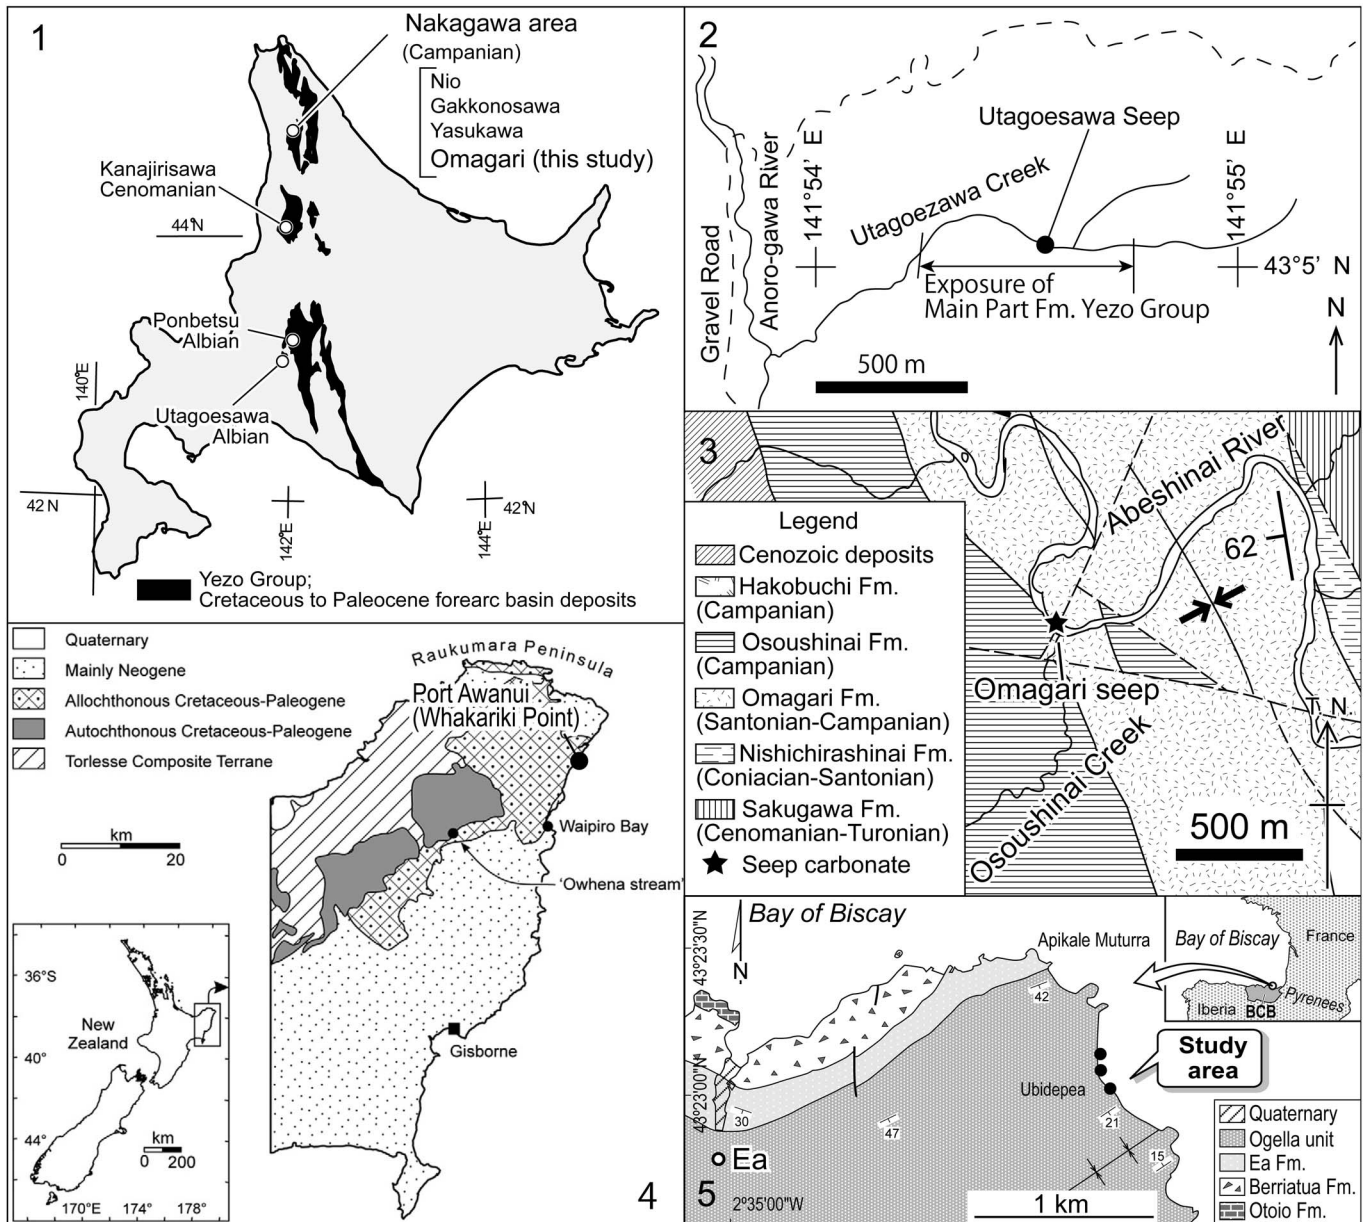 1
Nakagawa area
(Campanian)
Nio
Gakkonosawa
Yasukawa
Omagari (this study)
Kanajirisawa
Cenomanian
44°N
Ponbetsu
Albian
140°E
Utagoesawa
Albian
42 N
142°E
144°E
42°N
Yezo Group;
Cretaceous to Paleocene forearc basin deposits
2
Utagoesawa Seep
Gravel Road
Anoro-gawa River
141°54’ E
Utagoezawa Creek
141°55’ E
43°5’ N
Exposure of
Main Part Fm. Yezo Group
N
500 m
3
Abeshinai River
62
Legend
Cenozoic deposits
Hakobuchi Fm.
(Campanian)
Osoushinai Fm.
(Campanian)
Omagari Fm.
(Santonian-Campanian)
Nishichirashinai Fm.
(Coniacian-Santonian)
Sakugawa Fm.
(Cenomanian-Turonian)
Seep carbonate
Omagari seep
T. N.
Osoushinai Creek
500 m
Quaternary
Mainly Neogene
Allochthonous Cretaceous-Paleogene
Autochthonous Cretaceous-Paleogene
Torlesse Composite Terrane
km
0 20
Raukumara Peninsula
Port Awanui
(Whakariki Point)
Waipiro Bay
‘Owhena stream’
Gisborne
36°S
New
Zealand
40°
44°
km
0 200
170°E 174° 178°
4
Bay of Biscay
N
43°23'30"N
43°23'00"N
Apikale Muturra
42
Ubidepea
30
47
21
15
Ea
5
2°35'00"W
1 km
Bay of Biscay
France
Iberia
BCB
Pyrenees
Study
area
Quaternary
Ogella unit
Ea Fm.
Berriatua Fm.
Otoio Fm.